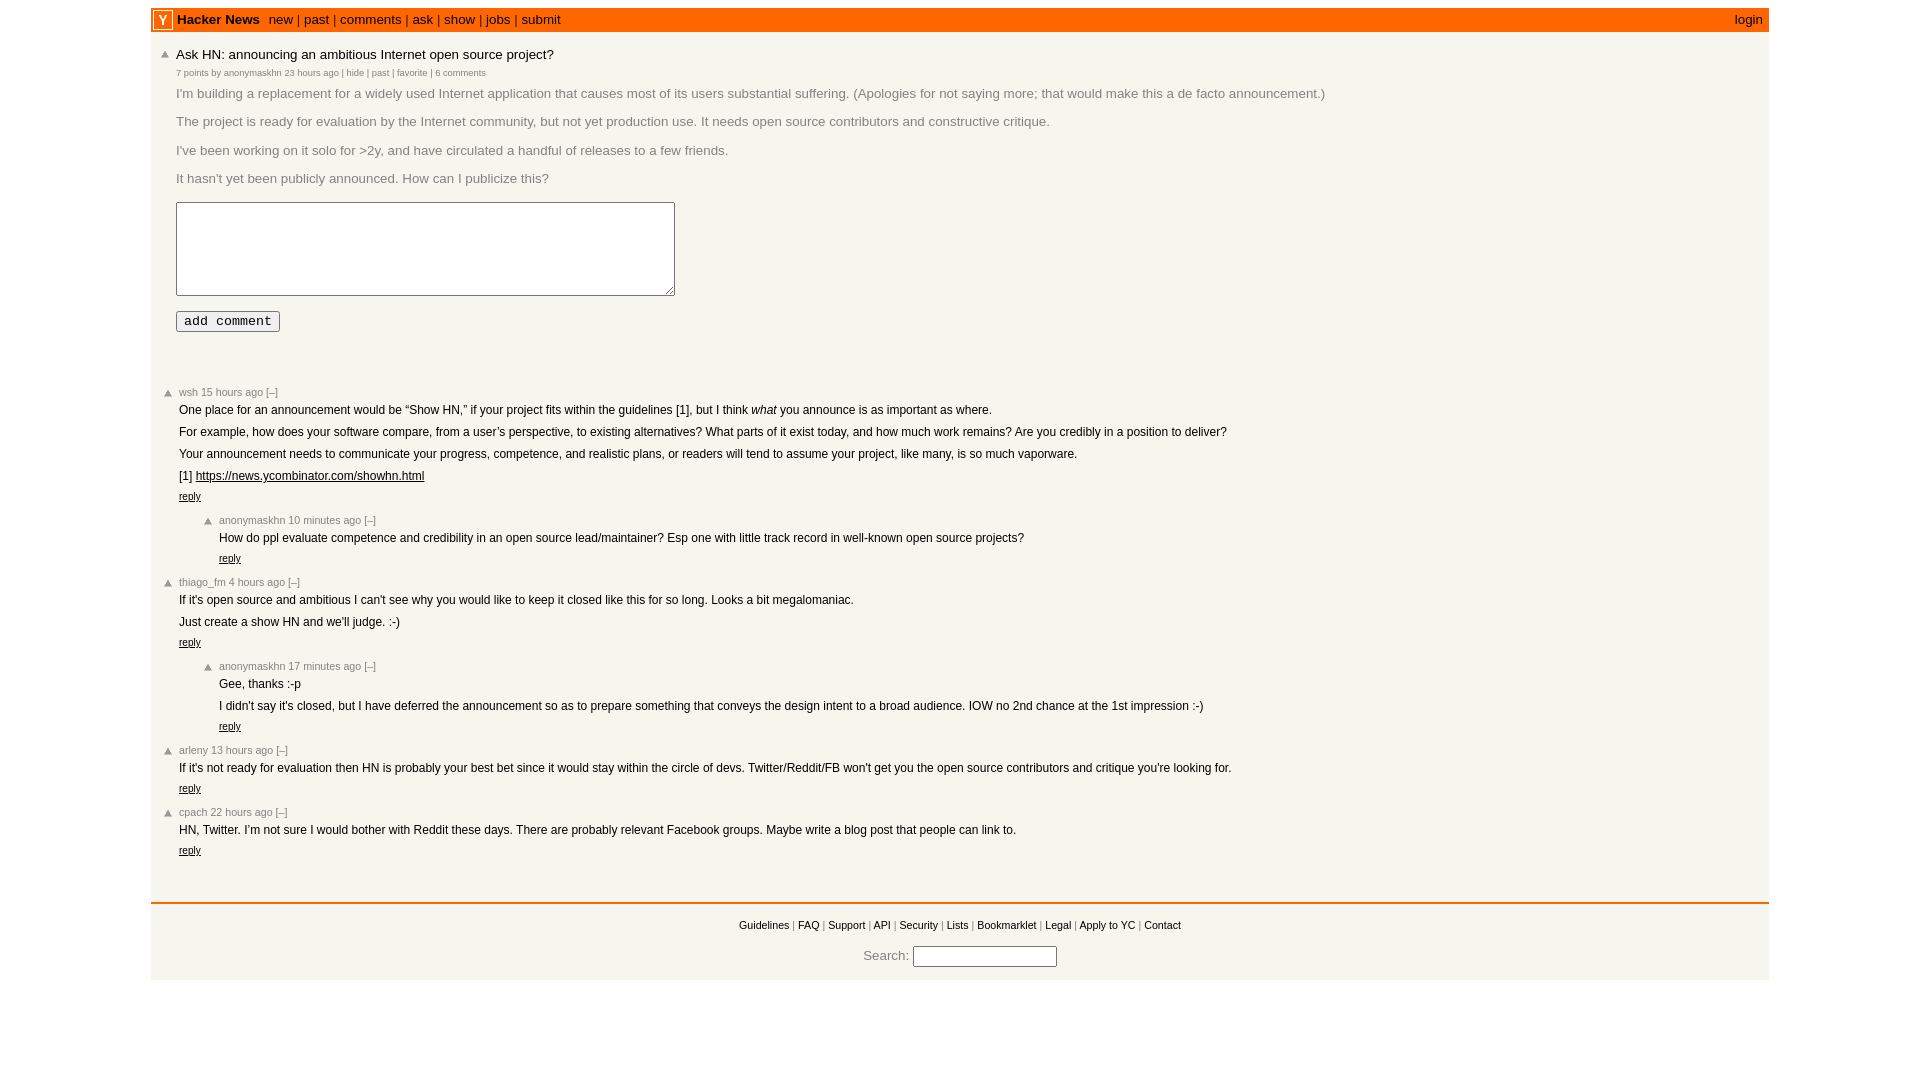 Y Hacker News new | past | comments | ask | show | jobs | submit login
Ask HN: announcing an ambitious Internet open source project?
7 points by anonymaskhn 23 hours ago | hide | past | favorite | 6 comments
I'm building a replacement for a widely used Internet application that causes most of its users substantial suffering. (Apologies for not saying more; that would make this a de facto announcement.)
The project is ready for evaluation by the Internet community, but not yet production use. It needs open source contributors and constructive critique.
I've been working on it solo for >2y, and have circulated a handful of releases to a few friends.
It hasn't yet been publicly announced. How can I publicize this?
add comment
wsh 15 hours ago [–]
One place for an announcement would be “Show HN,” if your project fits within the guidelines [1], but I think what you announce is as important as where.
For example, how does your software compare, from a user’s perspective, to existing alternatives? What parts of it exist today, and how much work remains? Are you credibly in a position to deliver?
Your announcement needs to communicate your progress, competence, and realistic plans, or readers will tend to assume your project, like many, is so much vaporware.
[1] https://news.ycombinator.com/showhn.html
reply
anonymaskhn 10 minutes ago [–]
How do ppl evaluate competence and credibility in an open source lead/maintainer? Esp one with little track record in well-known open source projects?
reply
thiago_fm 4 hours ago [–]
If it's open source and ambitious I can't see why you would like to keep it closed like this for so long. Looks a bit megalomaniac.
Just create a show HN and we'll judge. :-)
reply
anonymaskhn 17 minutes ago [–]
Gee, thanks :-p
I didn't say it's closed, but I have deferred the announcement so as to prepare something that conveys the design intent to a broad audience. IOW no 2nd chance at the 1st impression :-)
reply
arleny 13 hours ago [–]
If it's not ready for evaluation then HN is probably your best bet since it would stay within the circle of devs. Twitter/Reddit/FB won't get you the open source contributors and critique you're looking for.
reply
cpach 22 hours ago [–]
HN, Twitter. I’m not sure I would bother with Reddit these days. There are probably relevant Facebook groups. Maybe write a blog post that people can link to.
reply
Guidelines | FAQ | Support | API | Security | Lists | Bookmarklet | Legal | Apply to YC | Contact
Search: